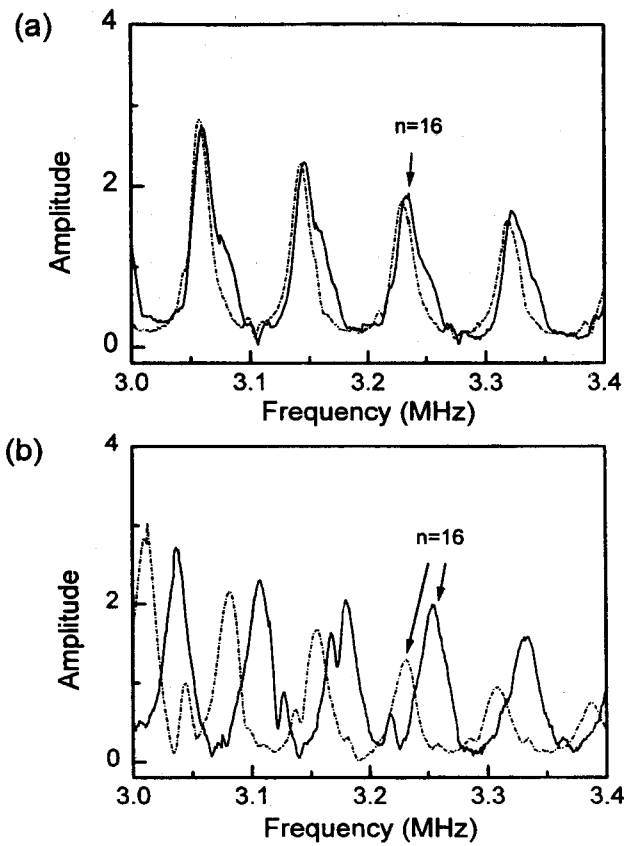 (a)
4
2
0
Amplitude
n=16
3.0 3.1 3.2 3.3 3.4
Frequency (MHz)
(b)
4
2
0
Amplitude
n=16
3.0 3.1 3.2 3.3 3.4
Frequency (MHz)